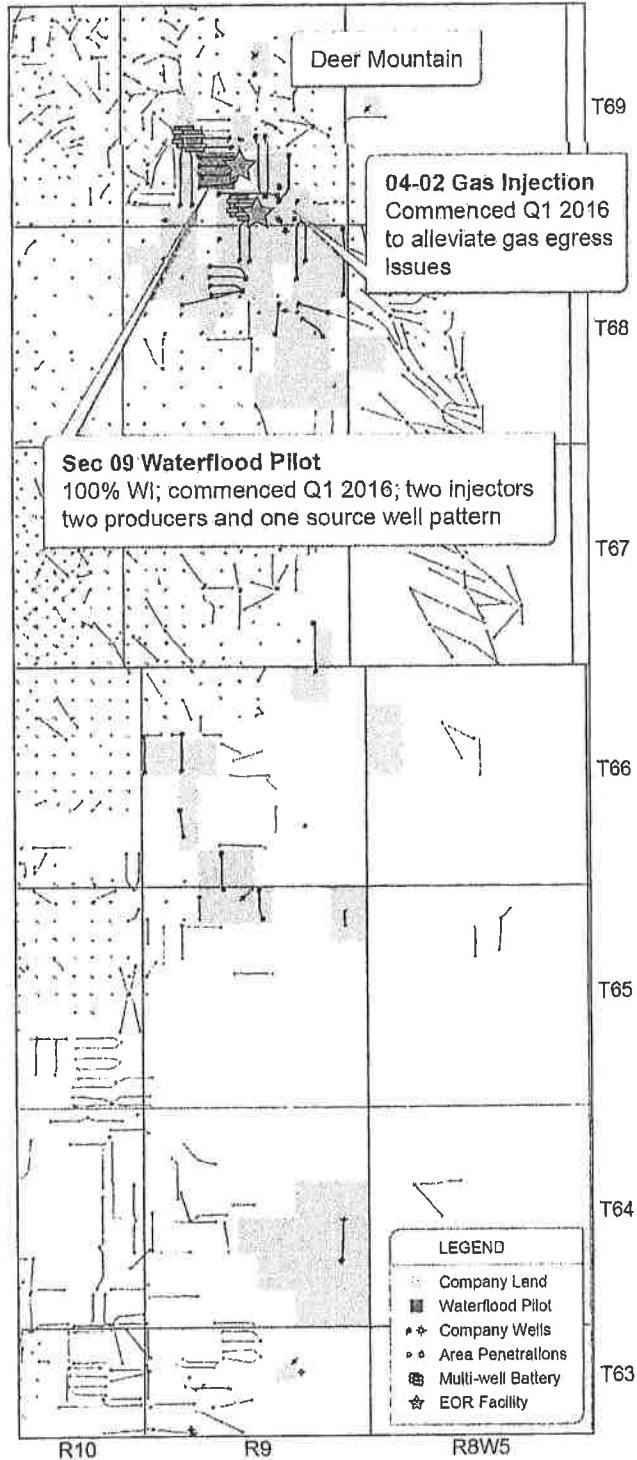 Deer Mountain
T69
04-02 Gas Injection
Commenced Q1 2016
to alleviate gas egress
Issues
T68
Sec 09 Waterflood Pilot
100% WI; commenced Q1 2016; two injectors
two producers and one source well pattern
T67
T66
T65
T64
LEGEND
Company Land
Waterflood Pilot
Company Wells
Area Penetrations
Multi-well Battery
EOR Facility
T63
R10
R9
R8W5